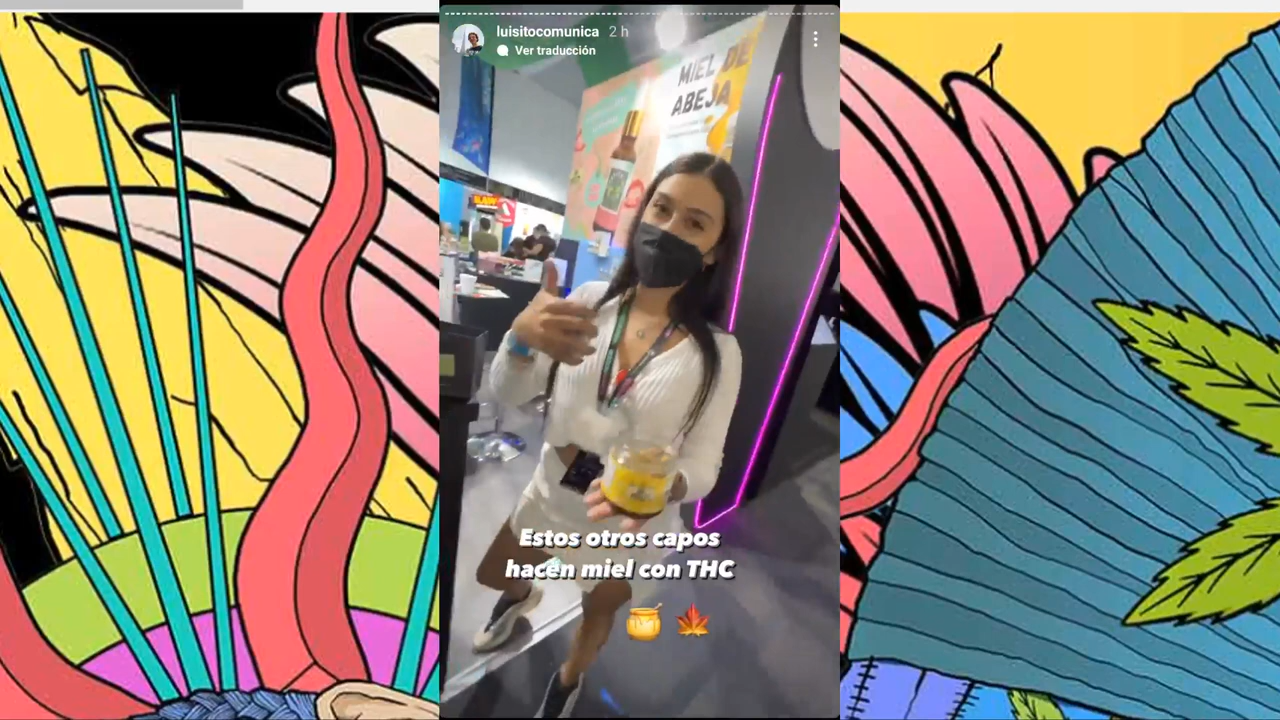 luisitocomunica 2 h
Ver traducción
MIEL DE
ABEJA
Estos otros capos
hacen miel con THC